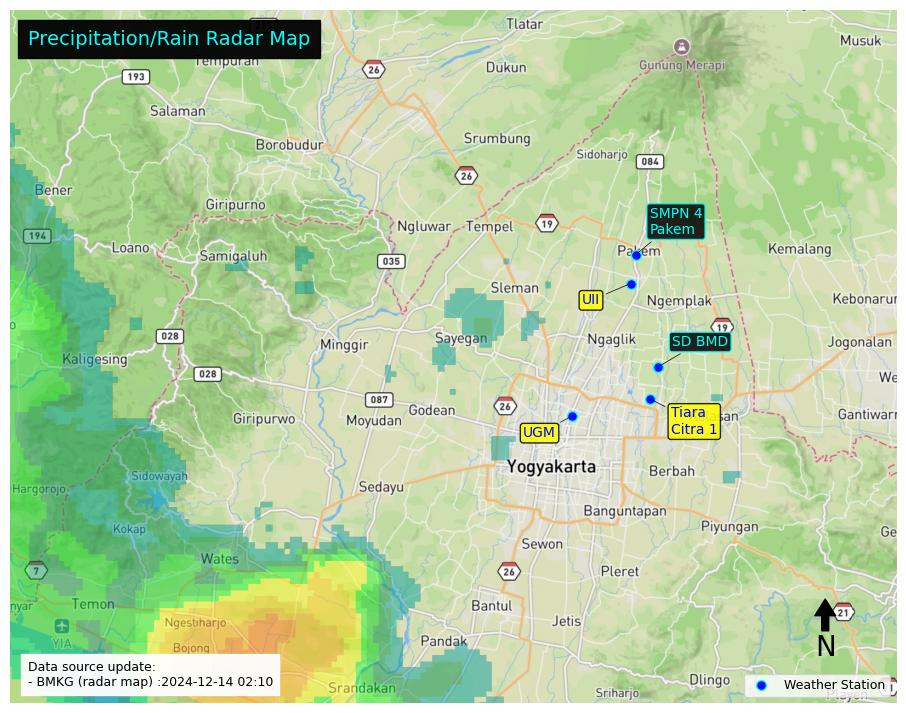 Precipitation/Rain Radar Map
Tlatar
Musuk
26
Gunung Merapi
193
Dukun
Salaman
Borobudur
Srumbung
Sidoharjo
084
26
Bener
Giripurno
SMPN 4
Pakem
194
Loano
Samigaluh
Ngluwar
Tempel
19
Pakem
Kemalang
035
Sleman
UII
Ngemplak
028
Kaligesing
Minggir
Sayegan
Ngaglik
19
SD BMD
Jogonalan
028
087
Godean
26
Giripurwo
Moyudan
UGM
Tiara
Citra 1
Yogyakarta
Sidowayah
Berbah
Hargorojo
Sedayu
Kokap
Banguntapan
Piyungan
Sewon
Wates
7
26
Pleret
Temon
Bantul
21
Ngestiharjo
Jetis
YIA
Bojong
Pandak
N
Data source update:
- BMKG (radar map) :2024-12-14 02:10
Srandakan
Sriharjo
Dlingo
Weather Station